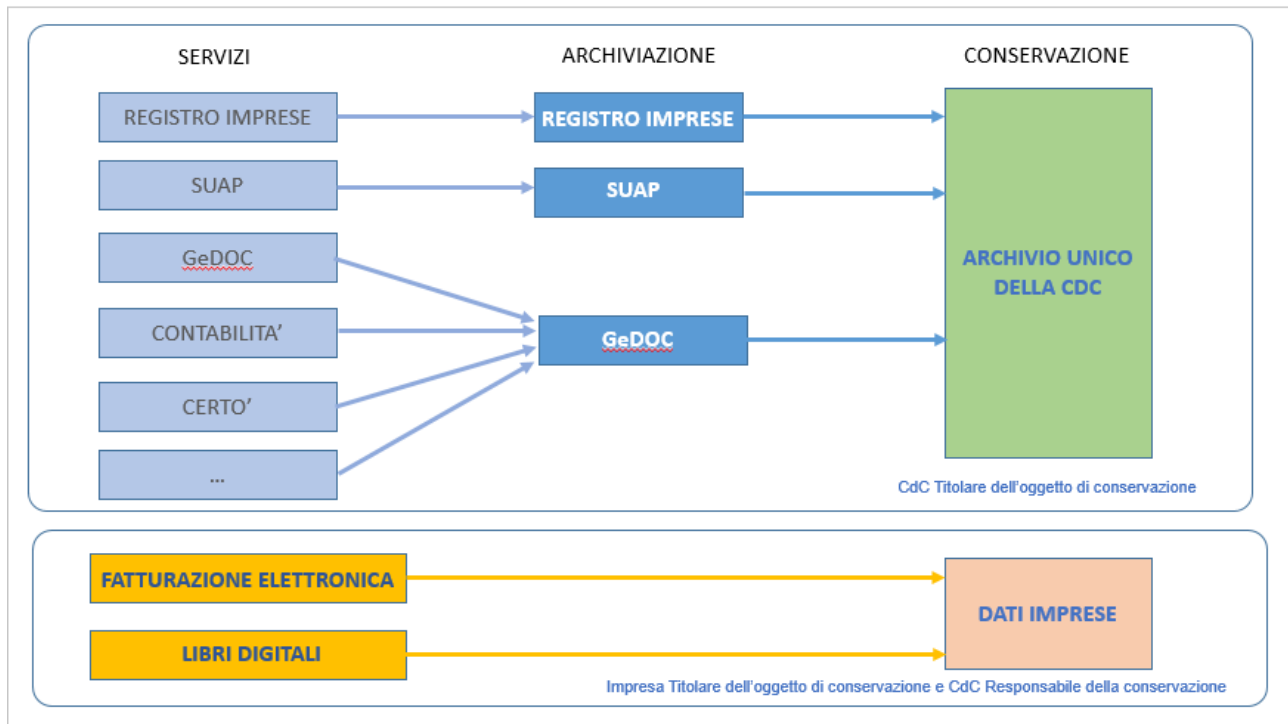 SERVIZI
ARCHIVIAZIONE
CONSERVAZIONE
REGISTRO IMPRESE
REGISTRO IMPRESE
SUAP
SUAP
GeDOC
ARCHIVIO UNICO
DELLA CDC
CONTABILITA’
GeDOC
CERTO’
...
CdC Titolare dell’oggetto di conservazione
FATTURAZIONE ELETTRONICA
DATI IMPRESE
LIBRI DIGITALI
Impresa Titolare dell’oggetto di conservazione e CdC Responsabile della conservazione